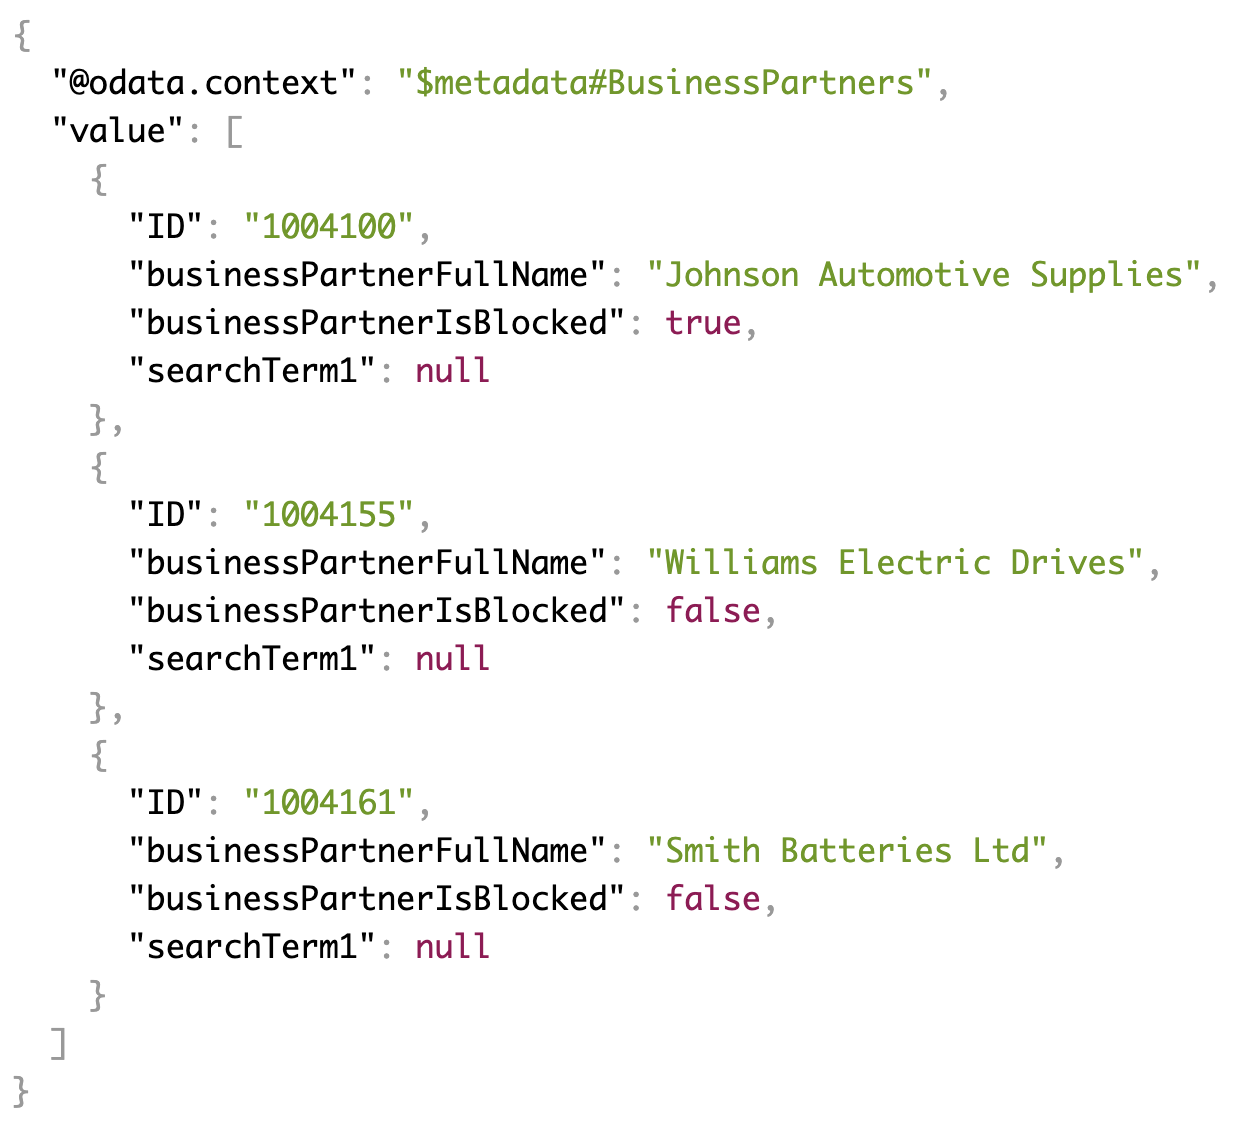 {
  "@odata.context": "$metadata#BusinessPartners",
  "value": [
    {
      "ID": "1004100",
      "businessPartnerFullName": "Johnson Automotive Supplies",
      "businessPartnerIsBlocked": true,
      "searchTerm1": null
    },
    {
      "ID": "1004155",
      "businessPartnerFullName": "Williams Electric Drives",
      "businessPartnerIsBlocked": false,
      "searchTerm1": null
    },
    {
      "ID": "1004161",
      "businessPartnerFullName": "Smith Batteries Ltd",
      "businessPartnerIsBlocked": false,
      "searchTerm1": null
    }
  ]
}